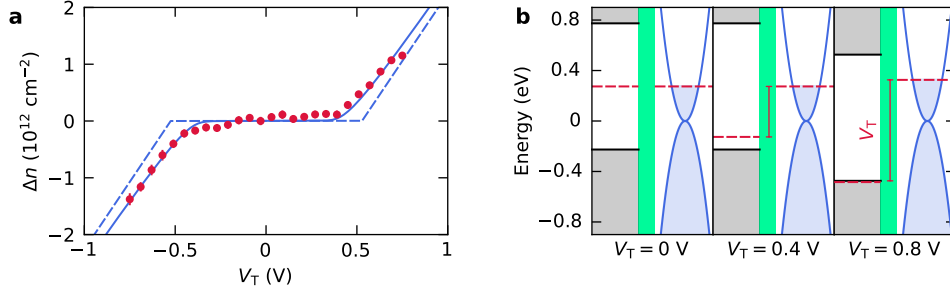 a
2
1
0
−1
−2
Δn (10¹² cm⁻²)
−1
−0.5
0
0.5
1
V_T (V)
b
0.8
0.4
0
−0.4
−0.8
Energy (eV)
V_T
V_T = 0 V
V_T = 0.4 V
V_T = 0.8 V